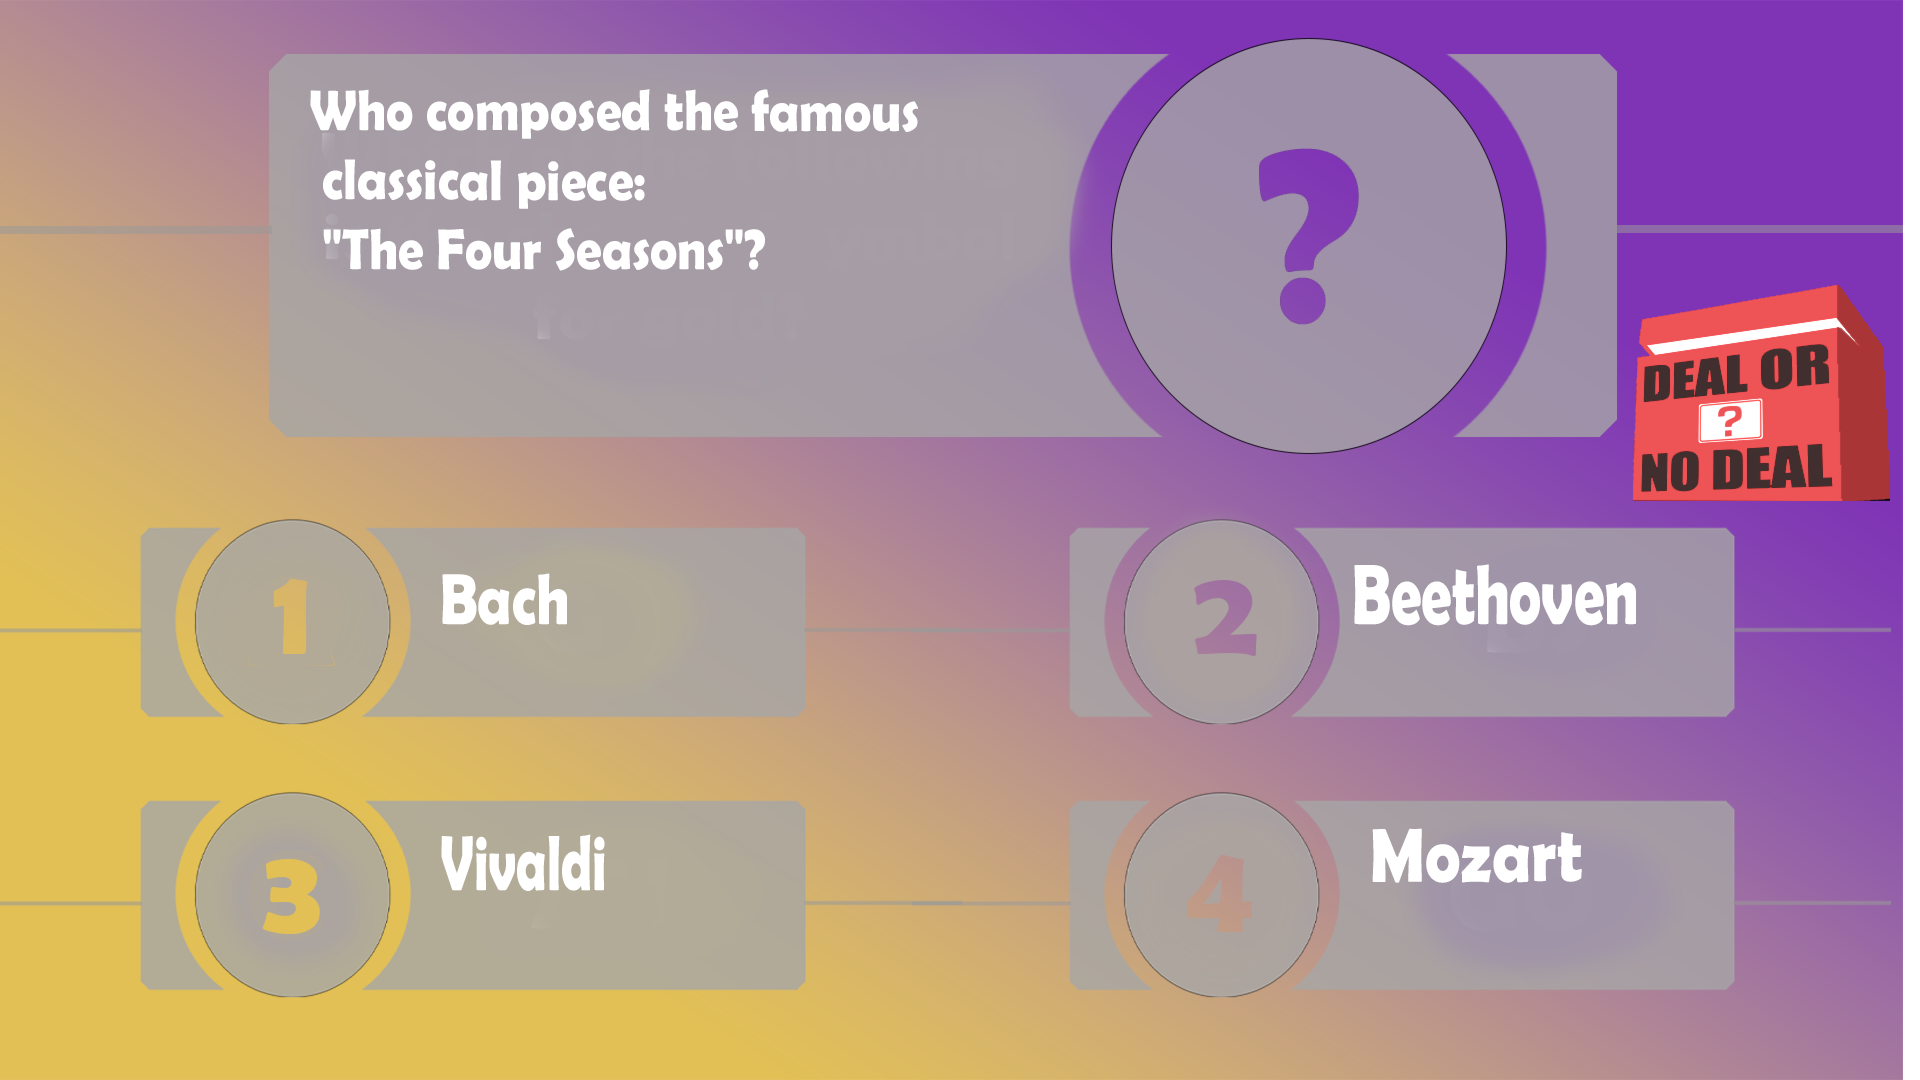 Who composed the famous
classical piece:
"The Four Seasons"?
?
DEAL OR
?
NO DEAL
1
Bach
2
Beethoven
3
Vivaldi
4
Mozart